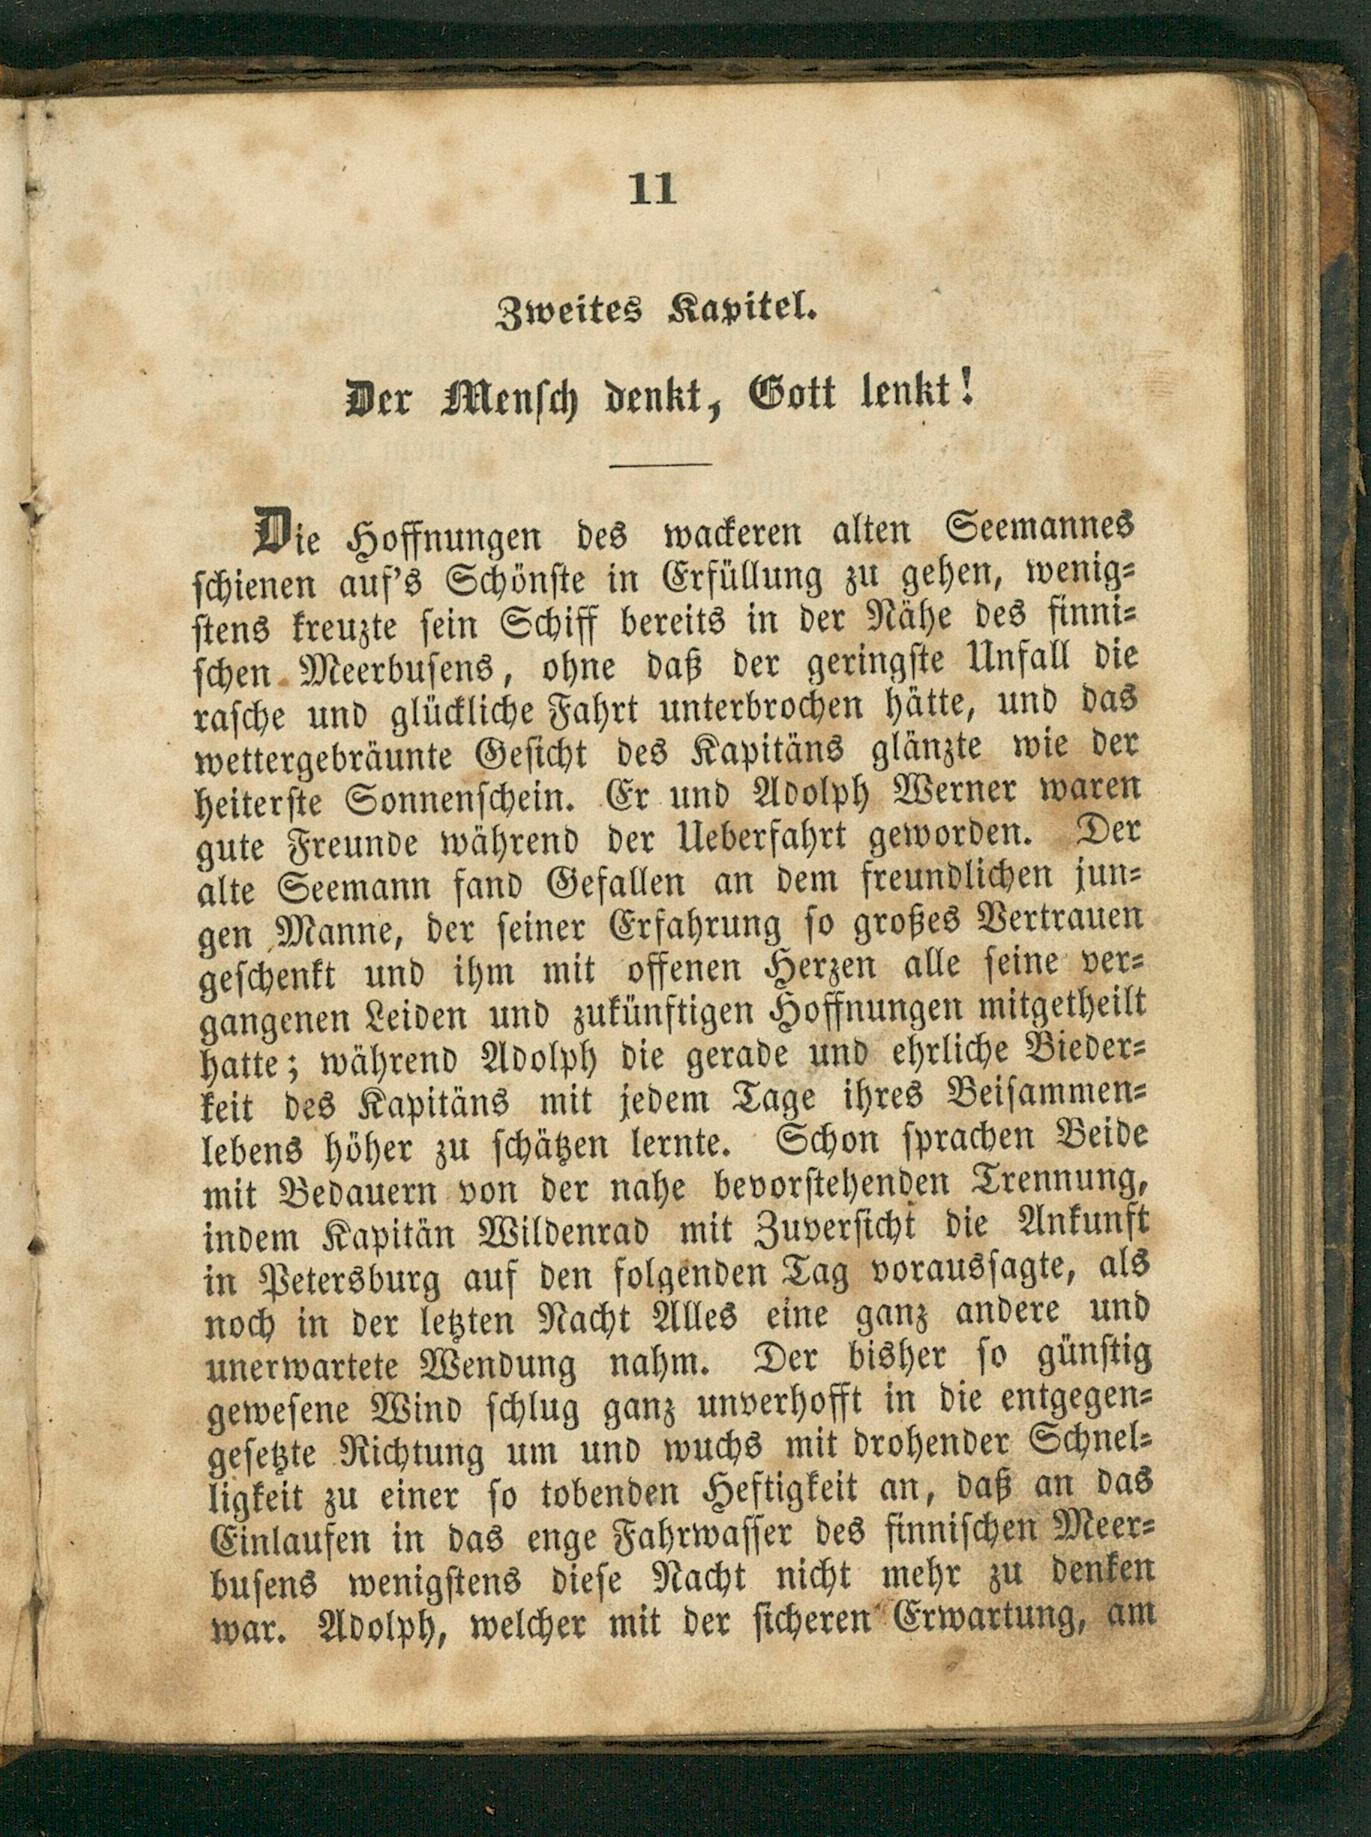 11
Zweites Kapitel.
Der Mensch denkt, Gott lenkt!
Die Hoffnungen des wackeren alten Seemannes
schienen auf's Schönste in Erfüllung zu gehen, wenig-
stens kreuzte sein Schiff bereits in der Nähe des finni-
schen Meerbusens, ohne daß der geringste Unfall die
rasche und glückliche Fahrt unterbrochen hätte, und das
wettergebräunte Gesicht des Kapitäns glänzte wie der
heiterste Sonnenschein. Er und Adolph Werner waren
gute Freunde während der Ueberfahrt geworden. Der
alte Seemann fand Gefallen an dem freundlichen jun-
gen Manne, der seiner Erfahrung so großes Vertrauen
geschenkt und ihm mit offenen Herzen alle seine ver-
gangenen Leiden und zukünftigen Hoffnungen mitgetheilt
hatte; während Adolph die gerade und ehrliche Bieder-
keit des Kapitäns mit jedem Tage ihres Beisammen-
lebens höher zu schätzen lernte. Schon sprachen Beide
mit Bedauern von der nahe bevorstehenden Trennung,
indem Kapitän Wildenrad mit Zuversicht die Ankunft
in Petersburg auf den folgenden Tag voraussagte, als
noch in der letzten Nacht Alles eine ganz andere und
unerwartete Wendung nahm. Der bisher so günstig
gewesene Wind schlug ganz unverhofft in die entgegen-
gesetzte Richtung um und wuchs mit drohender Schnel-
ligkeit zu einer so tobenden Heftigkeit an, daß an das
Einlaufen in das enge Fahrwasser des finnischen Meer-
busens wenigstens diese Nacht nicht mehr zu denken
war. Adolph, welcher mit der sicheren Erwartung, am